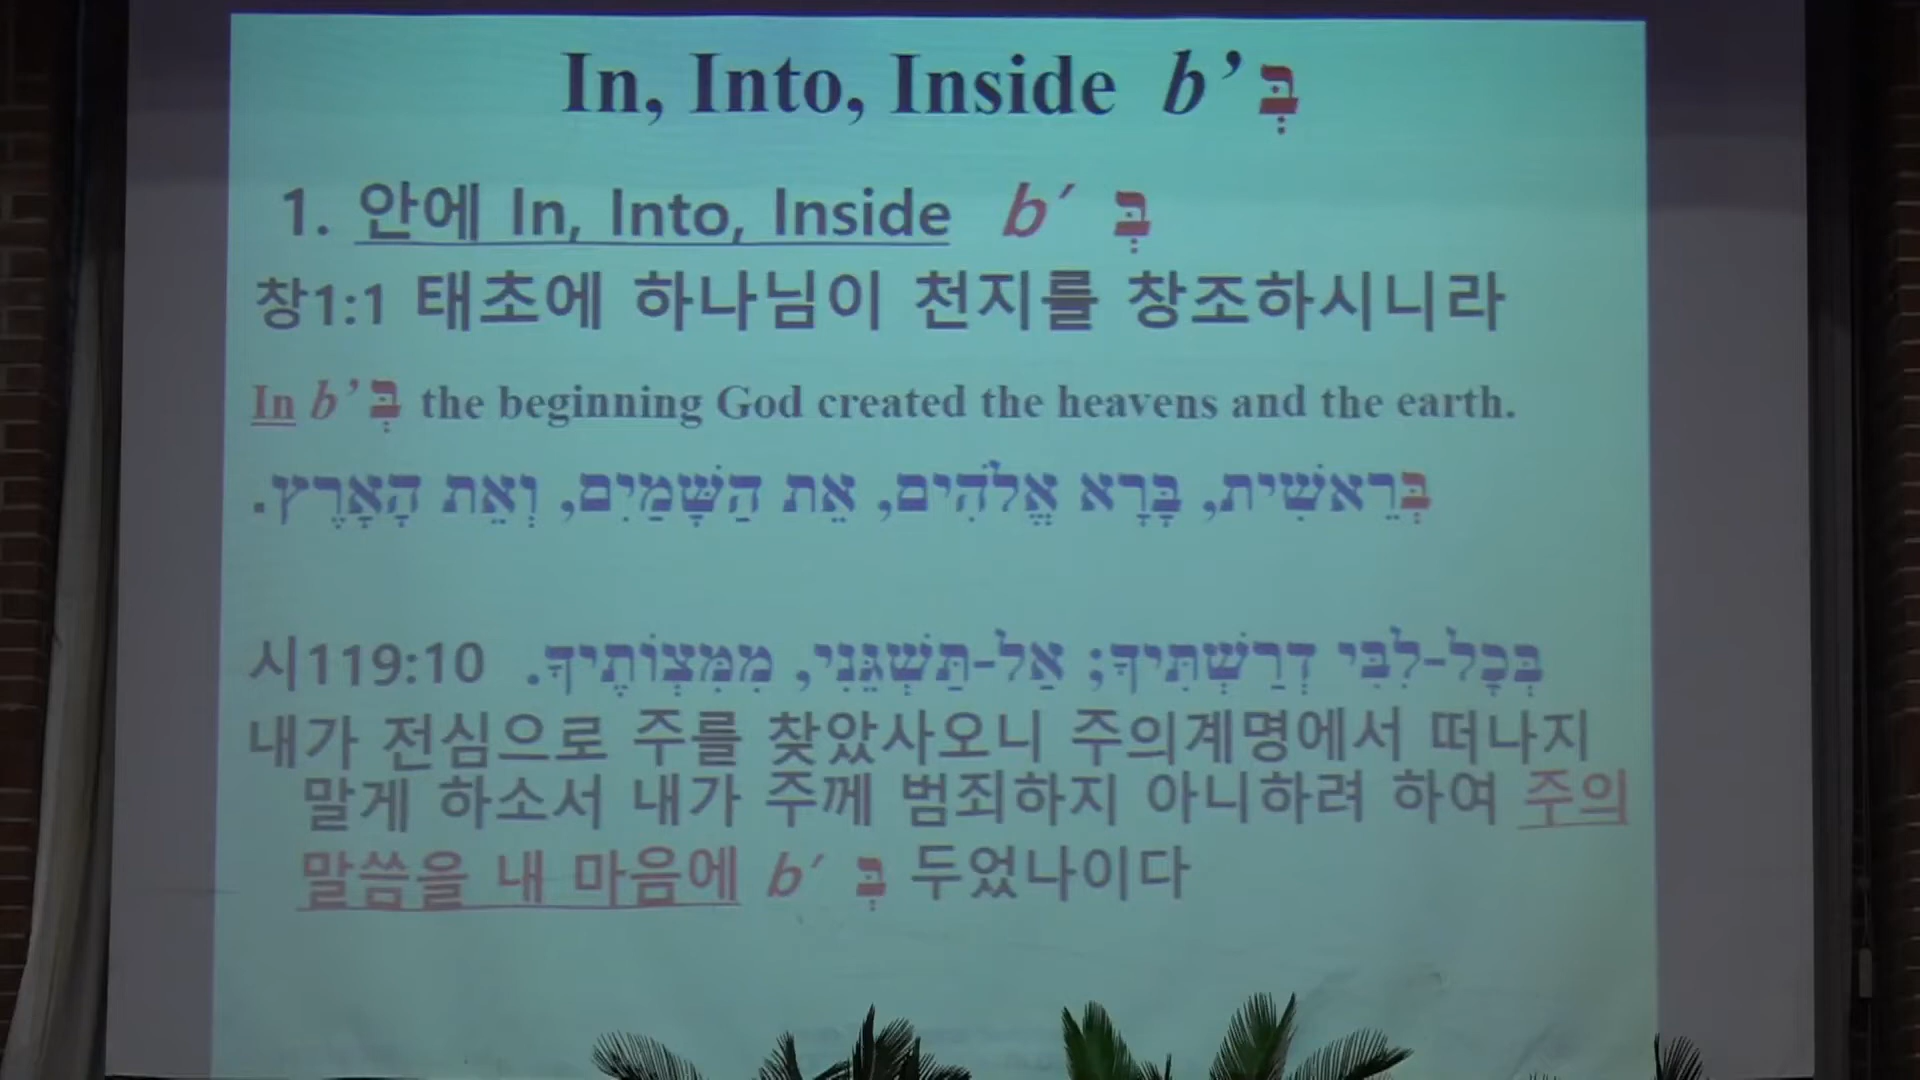 In, Into, Inside b’ בְּ
1. 안에 In, Into, Inside b′ בְּ
창1:1 태초에 하나님이 천지를 창조하시니라
In b’ בְּ the beginning God created the heavens and the earth.
בְּרֵאשִׁית, בָּרָא אֱלֹהִים, אֵת הַשָּׁמַיִם, וְאֵת הָאָרֶץ.
시119:10 בְּכָל-לִבִּי דְרַשְׁתִּיךָ; אַל-תַּשְׁגֵּנִי, מִמִּצְוֹתֶיךָ.
내가 전심으로 주를 찾았사오니 주의계명에서 떠나지
말게 하소서 내가 주께 범죄하지 아니하려 하여 주의
말씀을 내 마음에 b′ בְּ 두었나이다